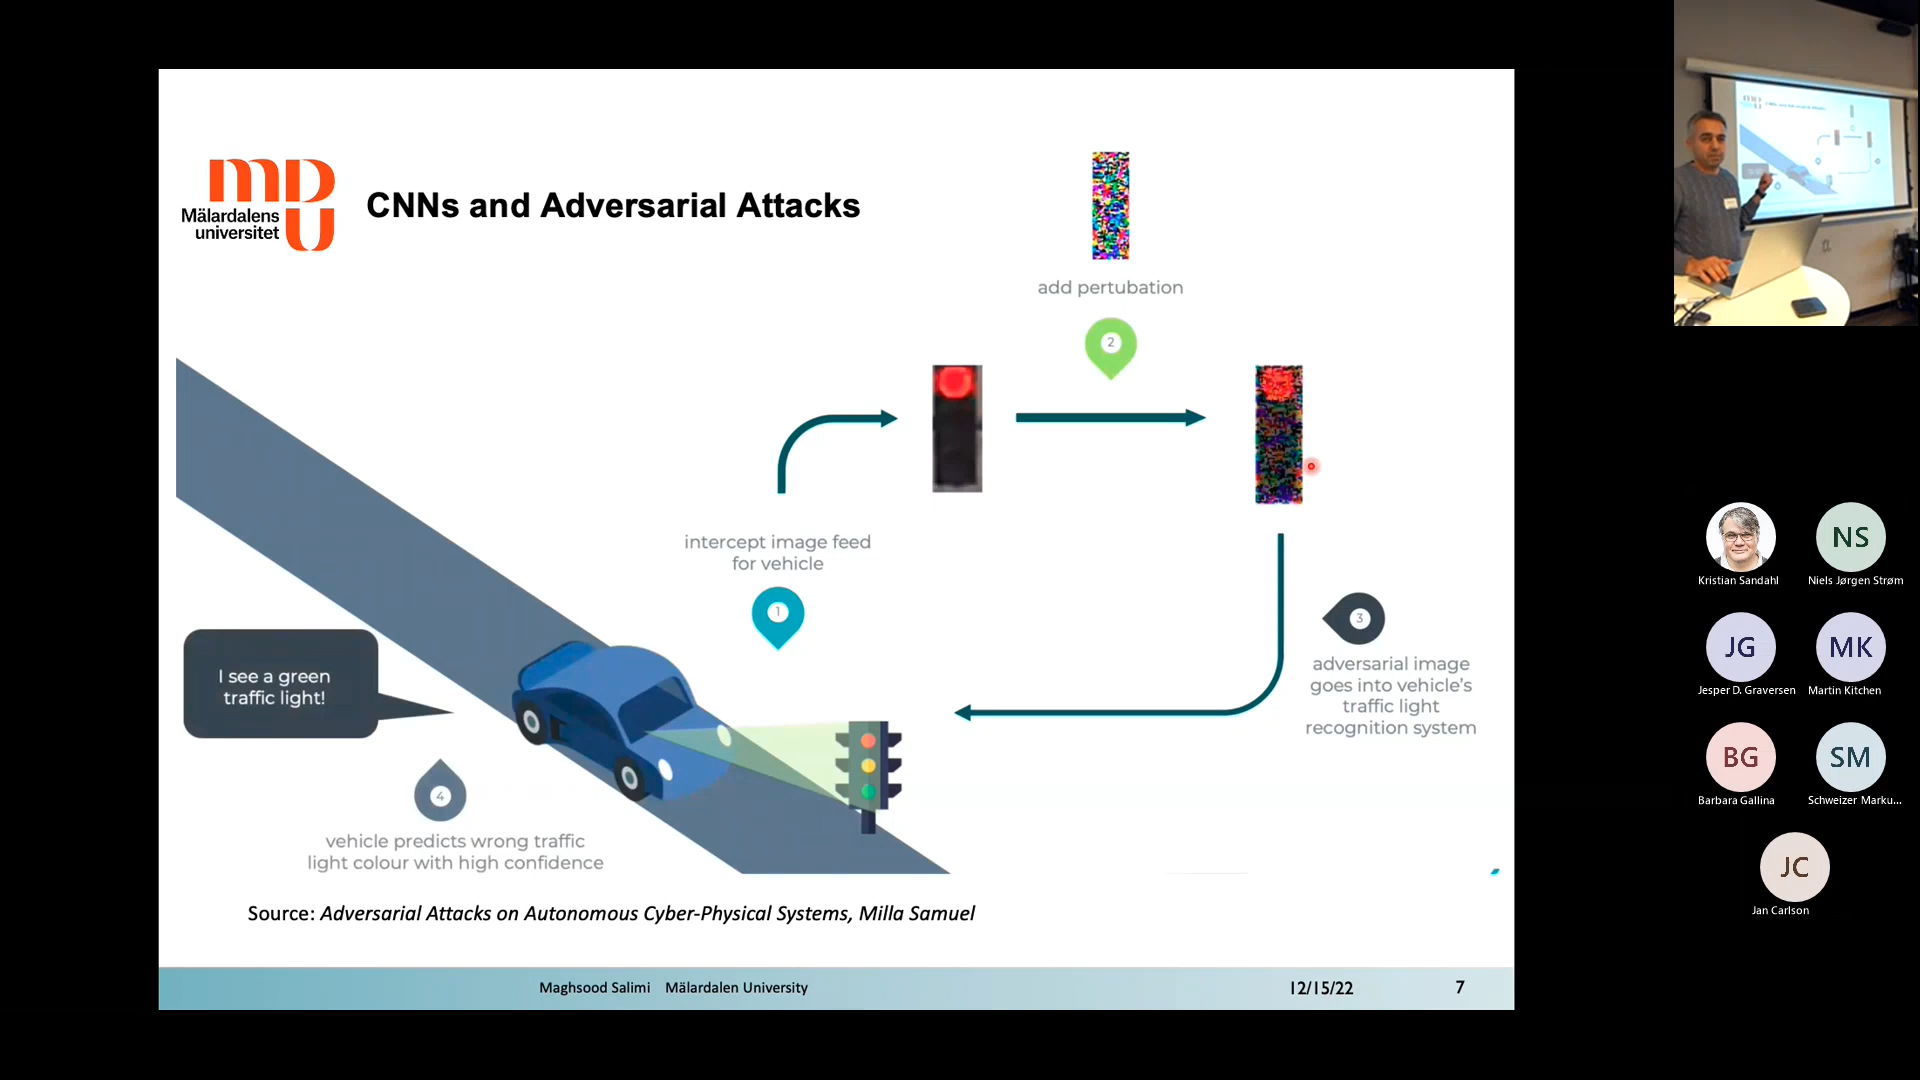 mDU
Mälardalens
universitet
CNNs and Adversarial Attacks
add pertubation
2
intercept image feed
for vehicle
1
3
adversarial image
goes into vehicle's
traffic light
recognition system
I see a green
traffic light!
4
vehicle predicts wrong traffic
light colour with high confidence
Source: Adversarial Attacks on Autonomous Cyber-Physical Systems, Milla Samuel
Maghsood Salimi Mälardalen University
12/15/22
7
NS
Kristian Sandahl
Niels Jørgen Strøm
JG
MK
Jesper D. Graversen
Martin Kitchen
BG
SM
Barbara Gallina
Schweizer Marku...
JC
Jan Carlson